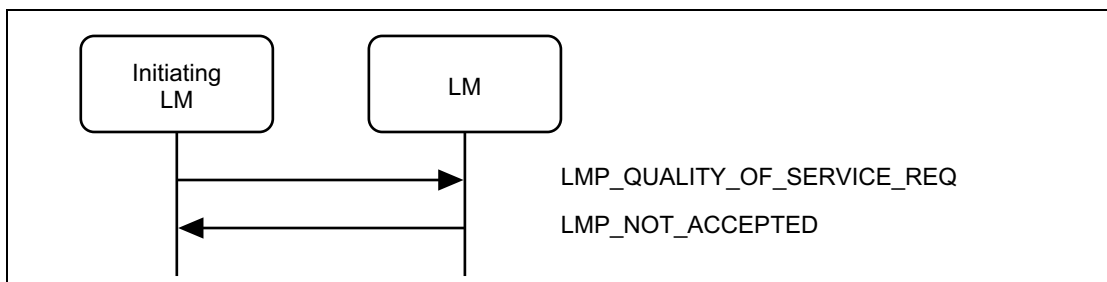 Initiating
LM
LM
LMP_QUALITY_OF_SERVICE_REQ
LMP_NOT_ACCEPTED